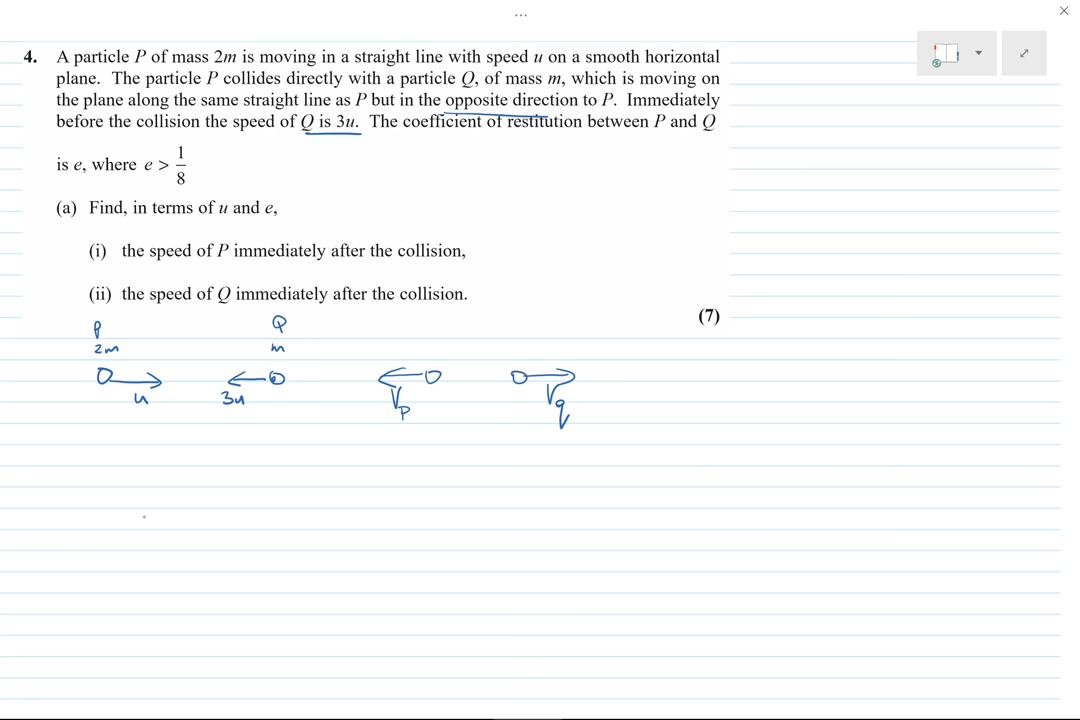 4. A particle P of mass 2m is moving in a straight line with speed u on a smooth horizontal
plane. The particle P collides directly with a particle Q, of mass m, which is moving on
the plane along the same straight line as P but in the opposite direction to P. Immediately
before the collision the speed of Q is 3u. The coefficient of restitution between P and Q
is e, where e > 1/8
(a) Find, in terms of u and e,
(i) the speed of P immediately after the collision,
(ii) the speed of Q immediately after the collision.
(7)
P Q
2m m
u 3u Vp Vq